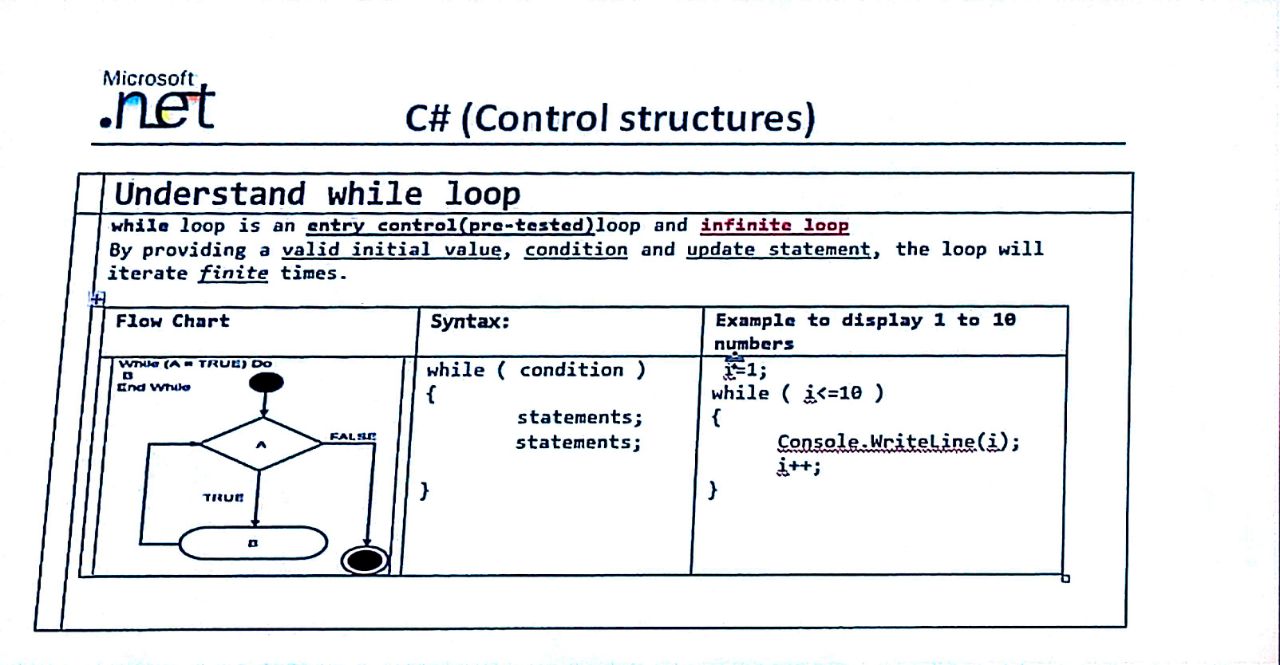 Microsoft
.net
C# (Control structures)
Understand while loop
while loop is an entry control(pre-tested)loop and infinite loop
By providing a valid initial value, condition and update statement, the loop will
iterate finite times.
Flow Chart
Syntax:
Example to display 1 to 10
numbers
While (A = TRUE) Do
B
End While
A
FALSE
TRUE
B
while ( condition )
{
statements;
statements;
}
i=1;
while ( i<=10 )
{
Console.WriteLine(i);
i++;
}